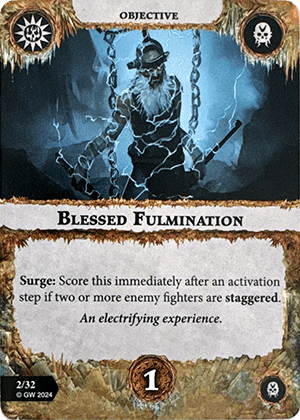 OBJECTIVE
BLESSED FULMINATION
Surge: Score this immediately after an activation
step if two or more enemy fighters are staggered.
An electrifying experience.
2/32
© GW 2024
1